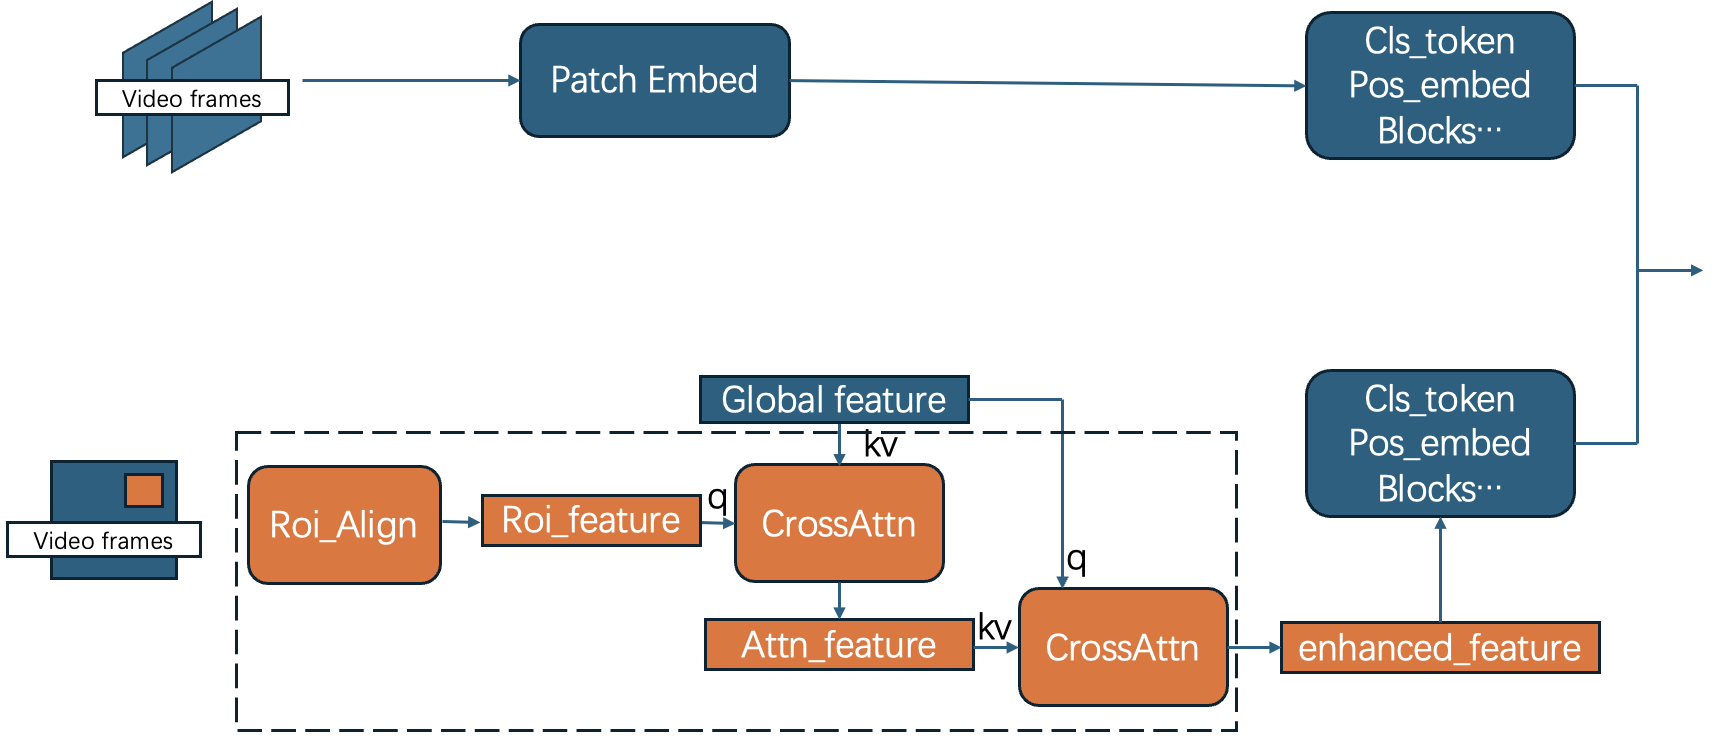 Video frames
Patch Embed
Cls_token
Pos_embed
Blocks···
Global feature
kv
Video frames
Roi_Align
Roi_feature
q
CrossAttn
q
Attn_feature
kv
CrossAttn
enhanced_feature
Cls_token
Pos_embed
Blocks···